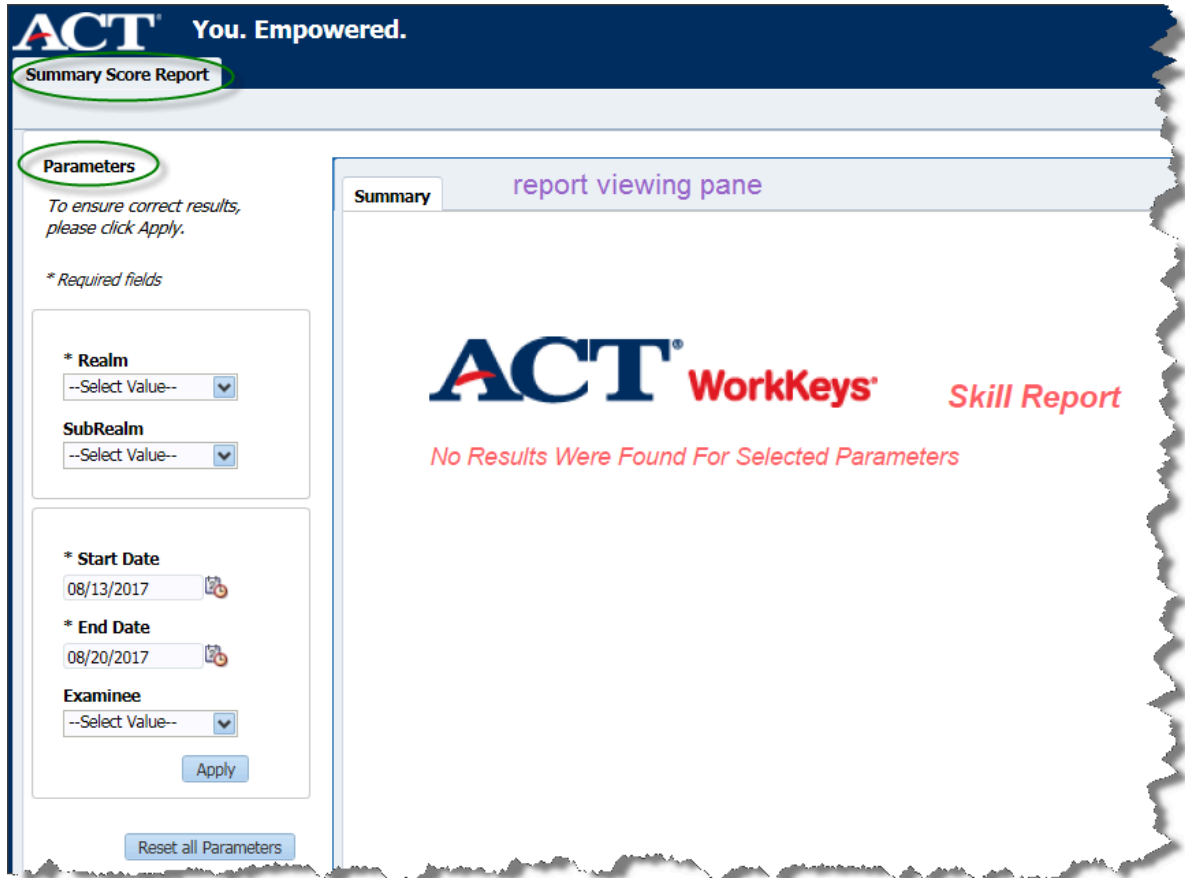 ACT® You. Empowered.
Summary Score Report
Parameters
To ensure correct results,
please click Apply.
* Required fields
* Realm
--Select Value--
SubRealm
--Select Value--
* Start Date
08/13/2017
* End Date
08/20/2017
Examinee
--Select Value--
Apply
Reset all Parameters
Summary
report viewing pane
ACT® WorkKeys® Skill Report
No Results Were Found For Selected Parameters